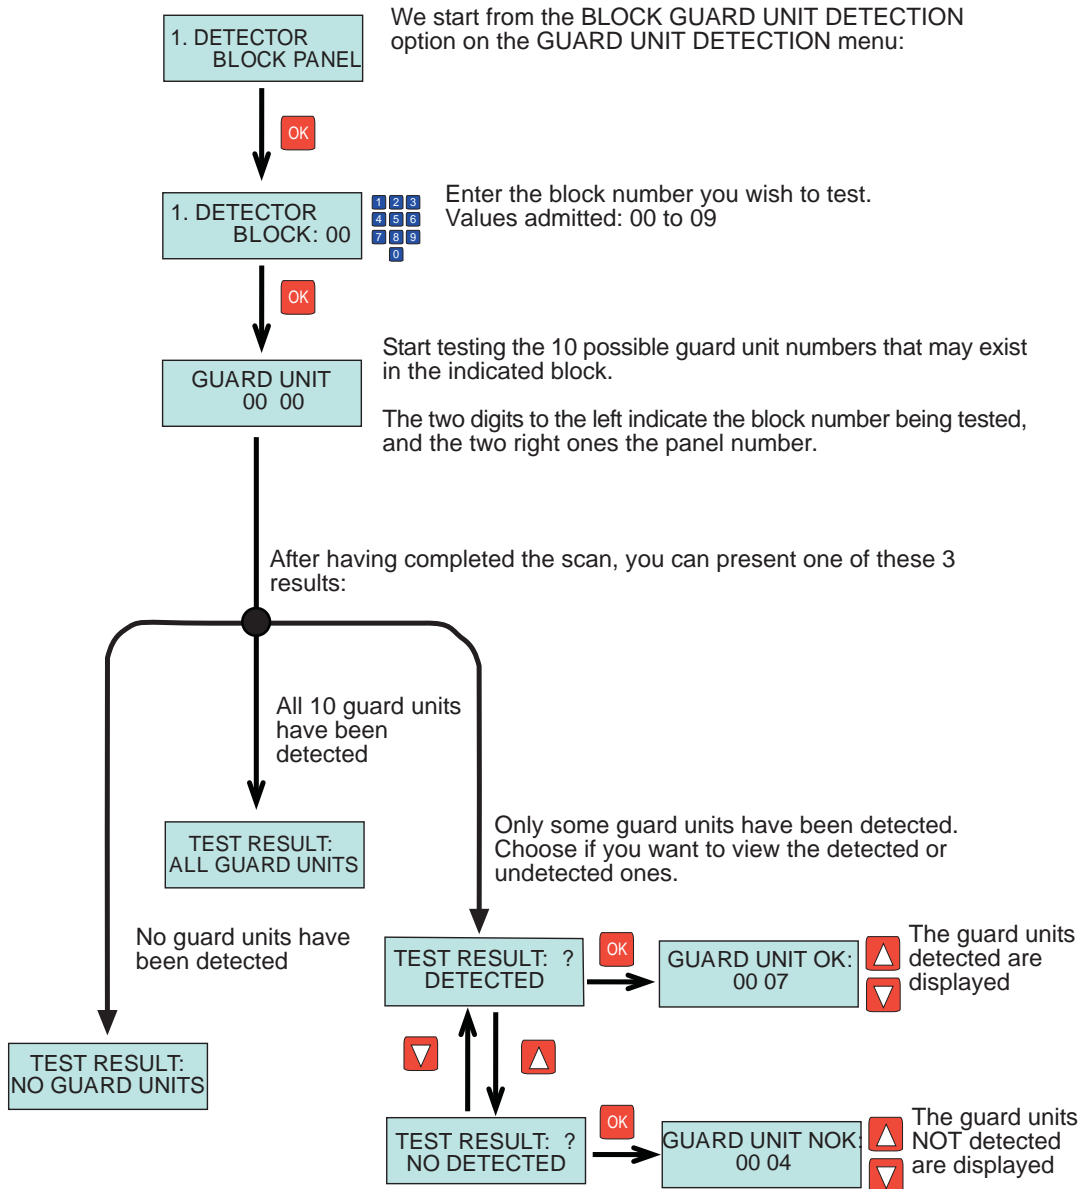 We start from the BLOCK GUARD UNIT DETECTION
option on the GUARD UNIT DETECTION menu:
1. DETECTOR
BLOCK PANEL
OK
1. DETECTOR
BLOCK: 00
1 2 3
4 5 6
7 8 9
0
Enter the block number you wish to test.
Values admitted: 00 to 09
OK
GUARD UNIT
00 00
Start testing the 10 possible guard unit numbers that may exist
in the indicated block.
The two digits to the left indicate the block number being tested,
and the two right ones the panel number.
After having completed the scan, you can present one of these 3
results:
All 10 guard units
have been
detected
TEST RESULT:
ALL GUARD UNITS
Only some guard units have been detected.
Choose if you want to view the detected or
undetected ones.
No guard units have
been detected
TEST RESULT:
NO GUARD UNITS
TEST RESULT: ?
DETECTED
OK
GUARD UNIT OK:
00 07
The guard units
detected are
displayed
TEST RESULT: ?
NO DETECTED
OK
GUARD UNIT NOK:
00 04
The guard units
NOT detected
are displayed